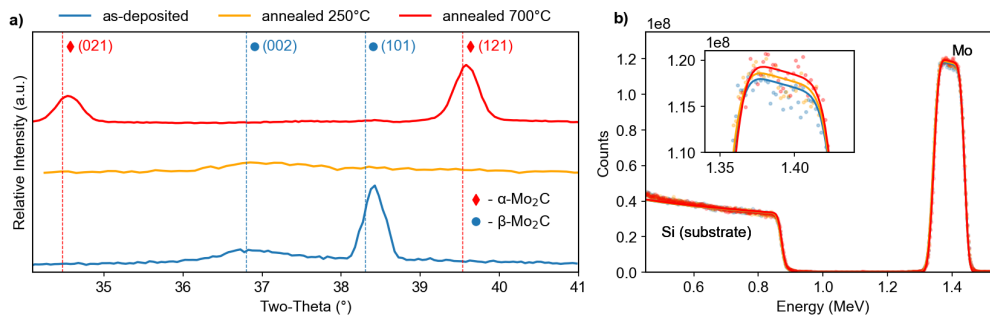 a)
as-deposited
annealed 250°C
annealed 700°C
♦(021)
●(002)
●(101)
♦(121)
Relative Intensity (a.u.)
♦ - α-Mo₂C
● - β-Mo₂C
35
36
37
38
39
40
41
Two-Theta (°)
b)
1e8
1e8
Mo
1.20
1.15
1.10
1.36
1.40
Counts
1.2
1.0
0.8
0.6
0.4
0.2
0.0
Si (substrate)
0.6
0.8
1.0
1.2
1.4
Energy (MeV)